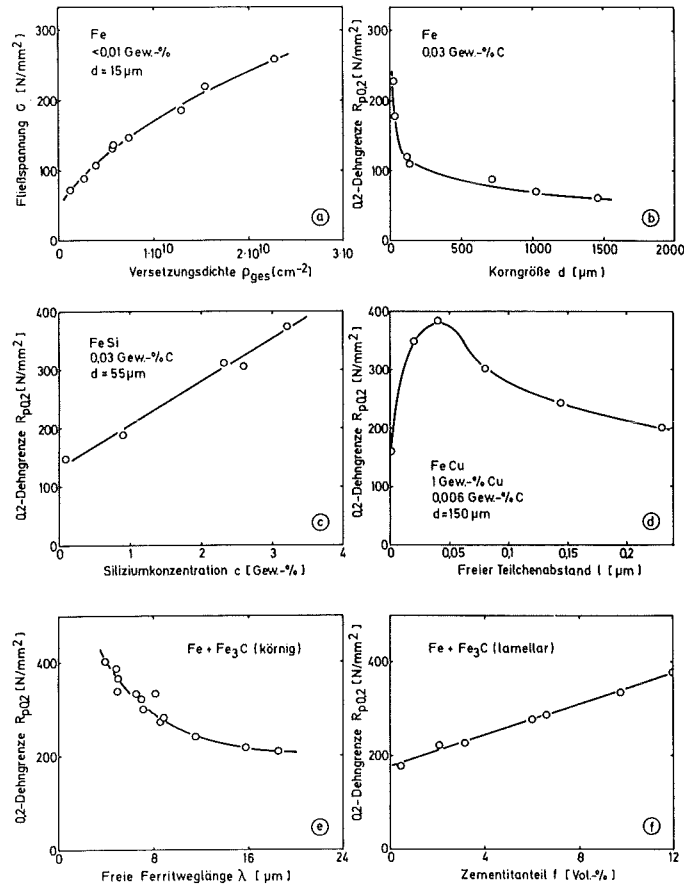 Fe
<0,01 Gew.-%
d = 15 µm
Fließspannung σ [N/mm²]
300
200
100
0
0
1·10¹⁰
2·10¹⁰
3·10
Versetzungsdichte ρges (cm⁻²)
a
Fe
0,03 Gew.-% C
0,2-Dehngrenze Rp0,2 [N/mm²]
300
200
100
0
0
500
1000
1500
2000
Korngröße d [µm]
b
FeSi
0,03 Gew.-% C
d = 55 µm
0,2-Dehngrenze Rp0,2 [N/mm²]
400
300
200
100
0
0
1
2
3
4
Siliziumkonzentration c [Gew.-%]
c
FeCu
1 Gew.-% Cu
0,006 Gew.-% C
d = 150 µm
0,2-Dehngrenze Rp0,2 [N/mm²]
400
300
200
100
0
0
0,05
0,1
0,15
0,2
Freier Teilchenabstand l [µm]
d
Fe + Fe₃C (körnig)
0,2-Dehngrenze Rp0,2 [N/mm²]
400
200
0
0
8
16
24
Freie Ferritweglänge λ [µm]
e
Fe + Fe₃C (lamellar)
0,2-Dehngrenze Rp0,2 [N/mm²]
400
200
0
0
4
8
12
Zementitanteil f [Vol.-%]
f